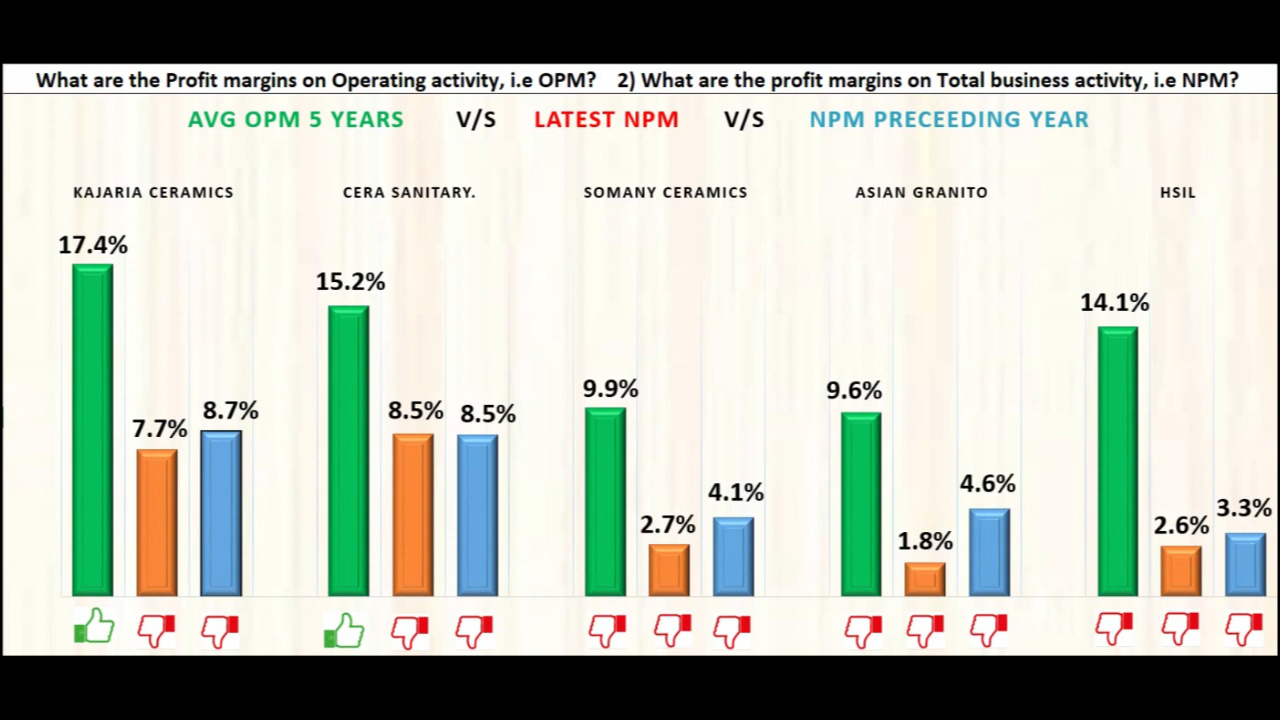 What are the Profit margins on Operating activity, i.e OPM? 2) What are the profit margins on Total business activity, i.e NPM?
AVG OPM 5 YEARS V/S LATEST NPM V/S NPM PRECEEDING YEAR
KAJARIA CERAMICS CERA SANITARY. SOMANY CERAMICS ASIAN GRANITO HSIL
17.4% 7.7% 8.7%
15.2% 8.5% 8.5%
9.9% 2.7% 4.1%
9.6% 1.8% 4.6%
14.1% 2.6% 3.3%